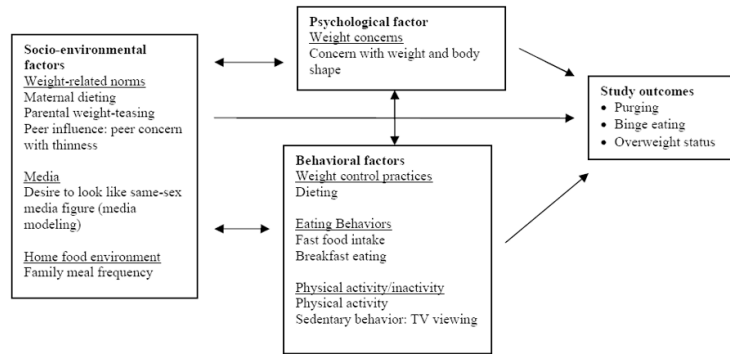 Socio-environmental
factors
Weight-related norms
Maternal dieting
Parental weight-teasing
Peer influence: peer concern
with thinness
Media
Desire to look like same-sex
media figure (media
modeling)
Home food environment
Family meal frequency
Psychological factor
Weight concerns
Concern with weight and body
shape
Behavioral factors
Weight control practices
Dieting
Eating Behaviors
Fast food intake
Breakfast eating
Physical activity/inactivity
Physical activity
Sedentary behavior: TV viewing
Study outcomes
• Purging
• Binge eating
• Overweight status